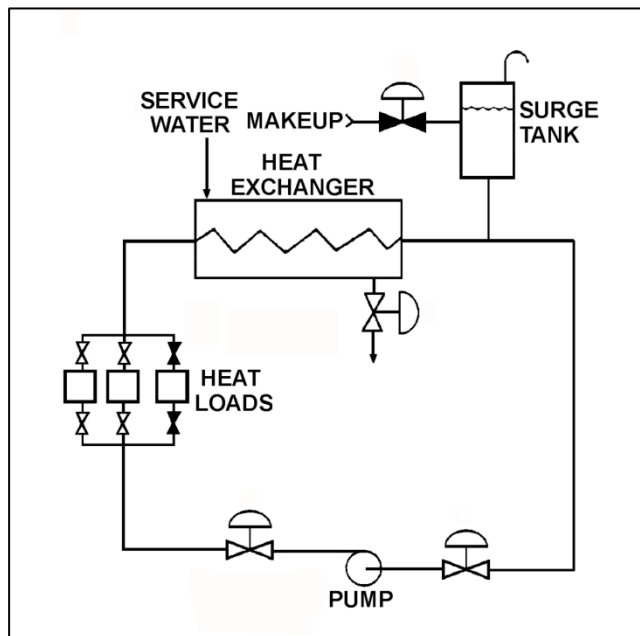 SERVICE
WATER
MAKEUP
SURGE
TANK
HEAT
EXCHANGER
HEAT
LOADS
PUMP